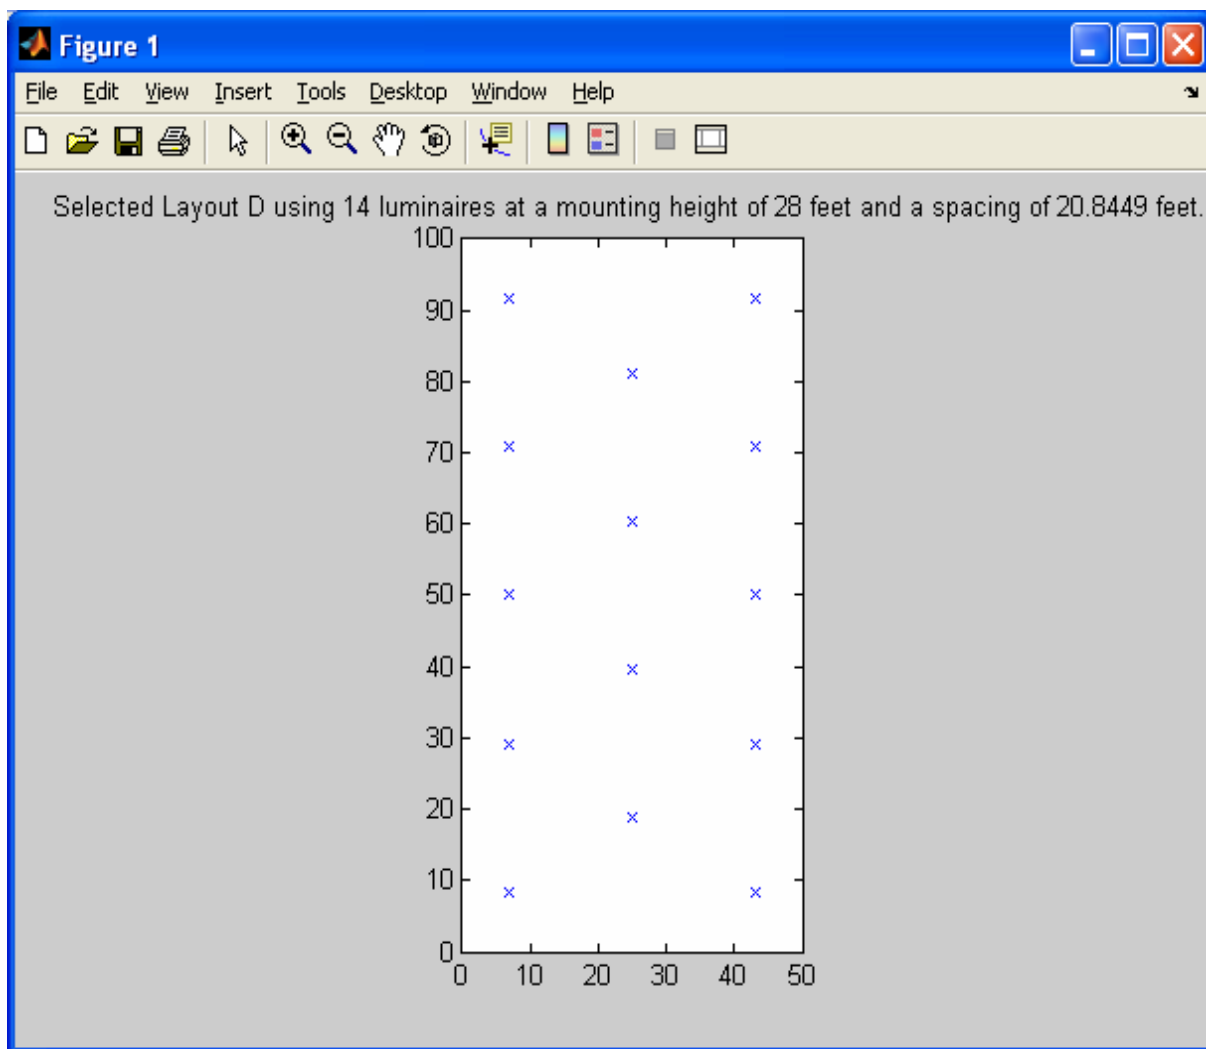 Figure 1
File Edit View Insert Tools Desktop Window Help
Selected Layout D using 14 luminaires at a mounting height of 28 feet and a spacing of 20.8449 feet.
100
90
80
70
60
50
40
30
20
10
0
0 10 20 30 40 50